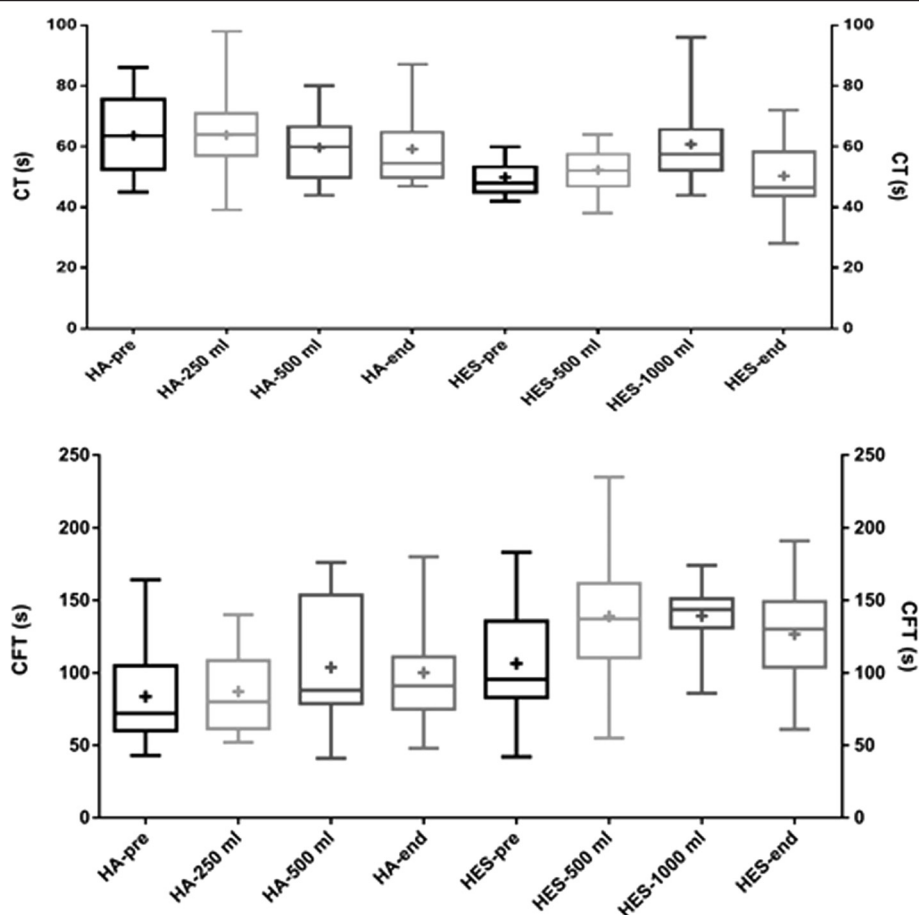 100
80
60
40
20
0
CT (s)
100
80
60
40
20
0
CT (s)
HA-pre
HA-250 ml
HA-500 ml
HA-end
HES-pre
HES-500 ml
HES-1000 ml
HES-end
250
200
150
100
50
0
CFT (s)
250
200
150
100
50
0
CFT (s)
HA-pre
HA-250 ml
HA-500 ml
HA-end
HES-pre
HES-500 ml
HES-1000 ml
HES-end